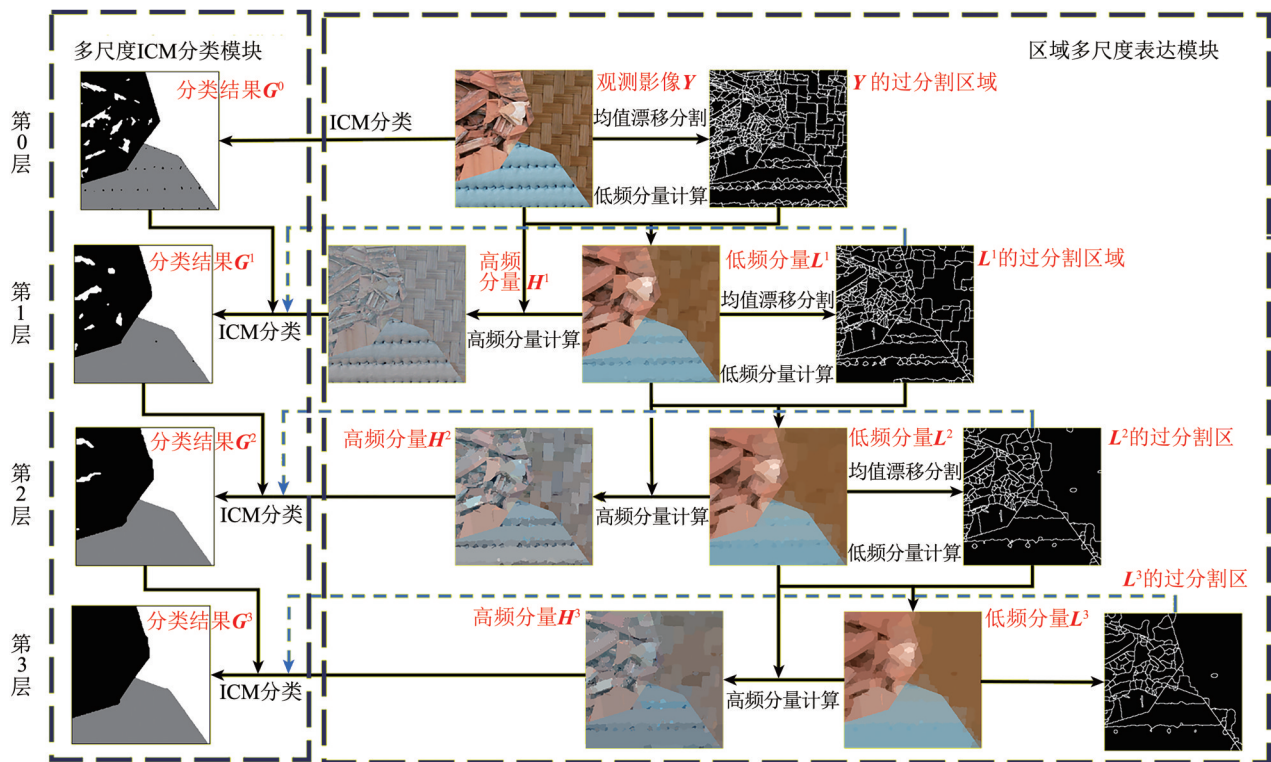 多尺度ICM分类模块
区域多尺度表达模块
第0层
分类结果G⁰
ICM分类
观测影像Y
均值漂移分割
低频分量计算
Y的过分割区域
第1层
分类结果G¹
ICM分类
高频
分量H¹
高频分量计算
低频分量L¹
均值漂移分割
低频分量计算
L¹的过分割区域
第2层
分类结果G²
ICM分类
高频分量H²
高频分量计算
低频分量L²
均值漂移分割
低频分量计算
L²的过分割区
第3层
分类结果G³
ICM分类
高频分量H³
高频分量计算
低频分量L³
L³的过分割区